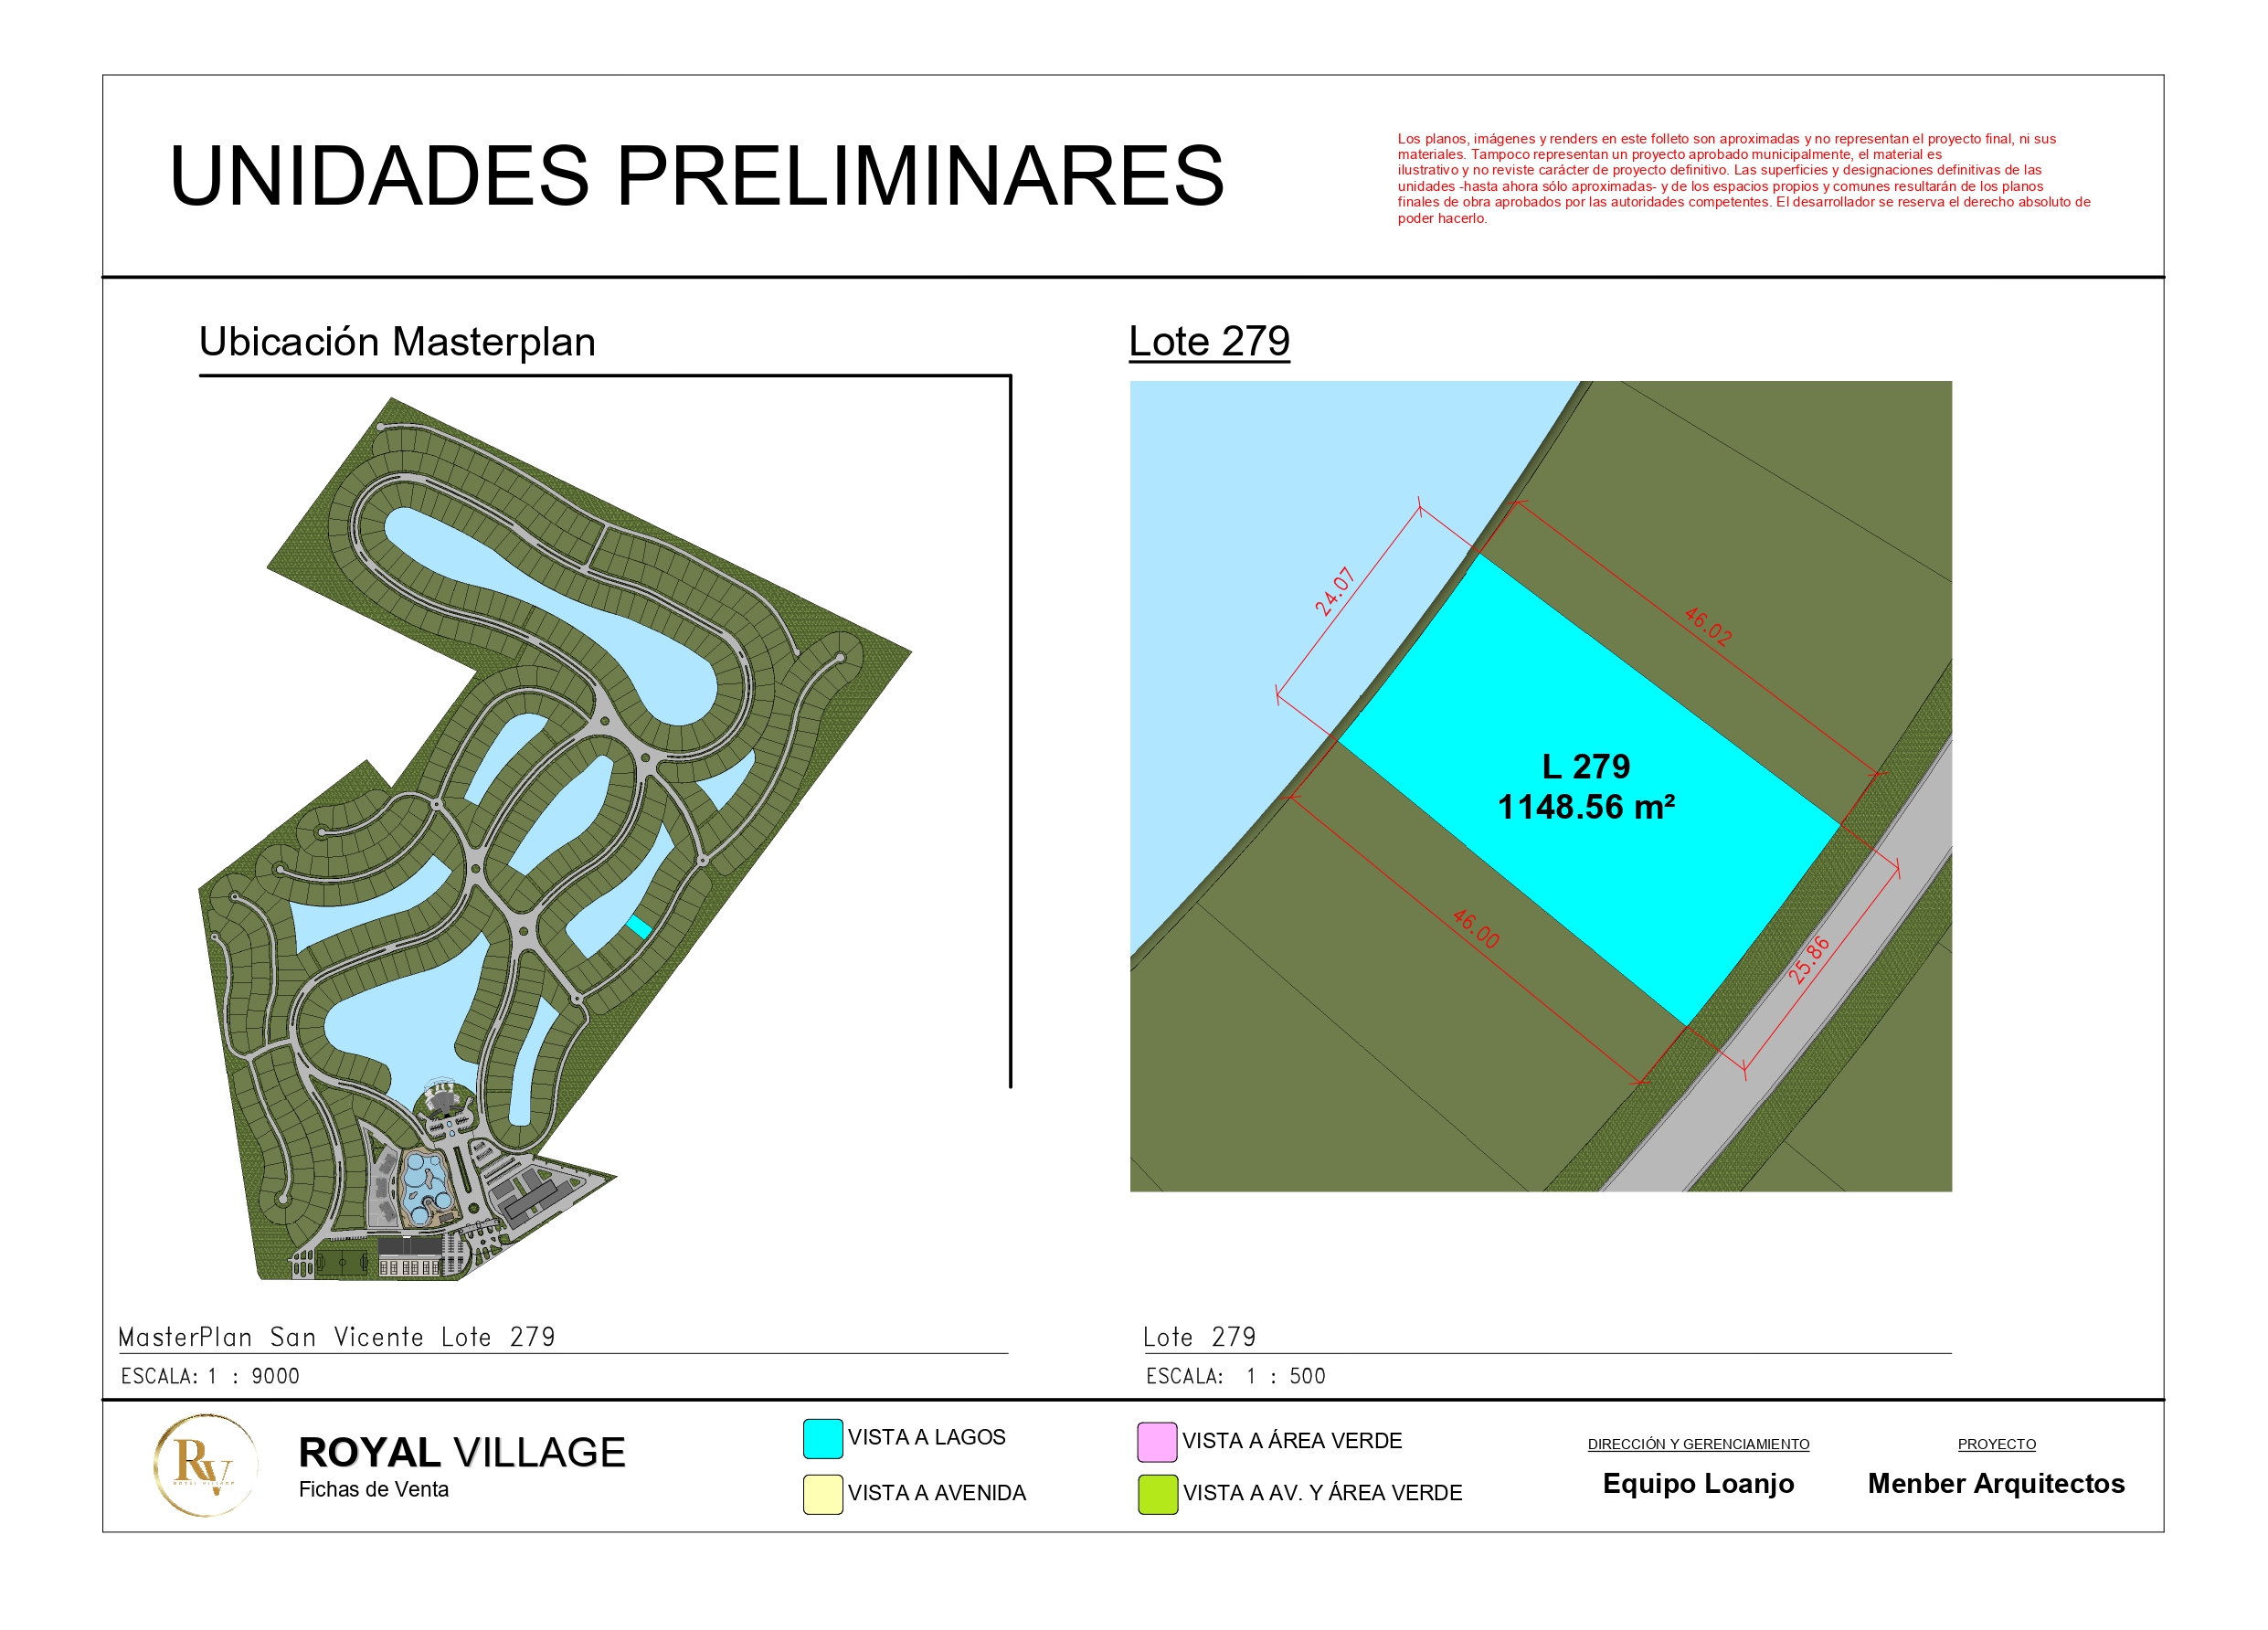 UNIDADES PRELIMINARES
Los planos, imágenes y renders en este folleto son aproximadas y no representan el proyecto final, ni sus
materiales. Tampoco representan un proyecto aprobado municipalmente, el material es
ilustrativo y no reviste carácter de proyecto definitivo. Las superficies y designaciones definitivas de las
unidades -hasta ahora sólo aproximadas- y de los espacios propios y comunes resultarán de los planos
finales de obra aprobados por las autoridades competentes. El desarrollador se reserva el derecho absoluto de
poder hacerlo.
Ubicación Masterplan
Lote 279
24.07
46.02
L 279
1148.56 m²
46.00
25.86
MasterPlan San Vicente Lote 279
ESCALA: 1 : 9000
Lote 279
ESCALA: 1 : 500
RV
ROYAL VILLAGE
ROYAL VILLAGE
Fichas de Venta
VISTA A LAGOS
VISTA A AVENIDA
VISTA A ÁREA VERDE
VISTA A AV. Y ÁREA VERDE
DIRECCIÓN Y GERENCIAMIENTO
Equipo Loanjo
PROYECTO
Menber Arquitectos